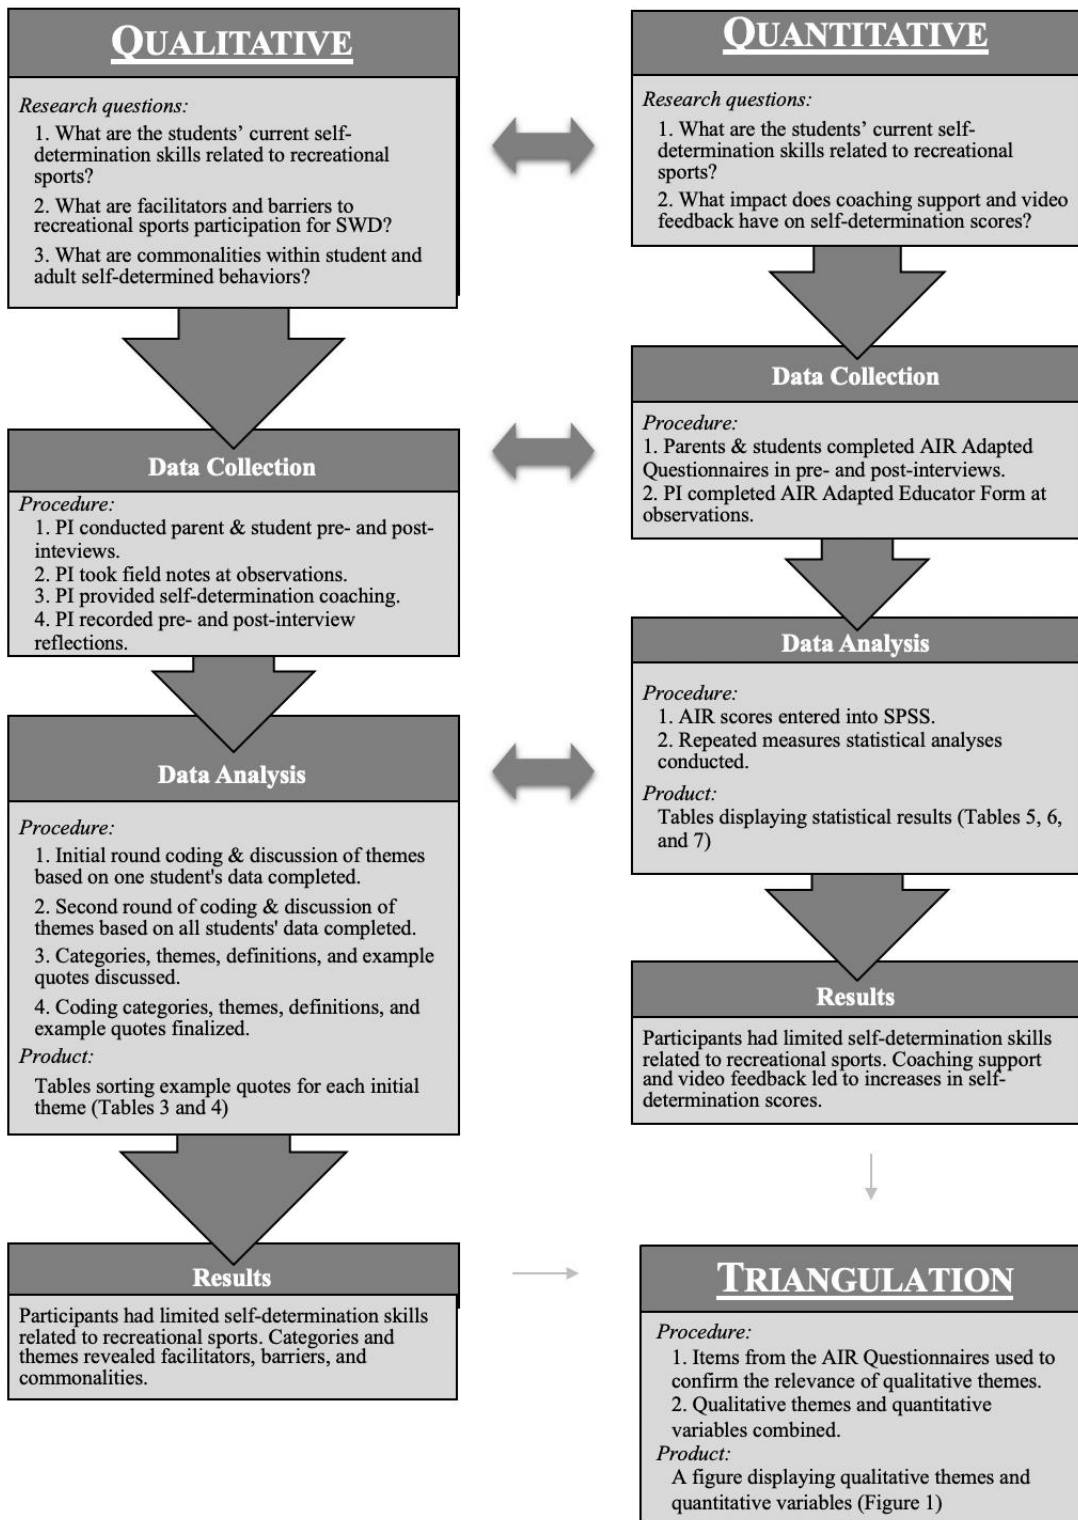 QUALITATIVE
Research questions:
1. What are the students' current self-
determination skills related to recreational
sports?
2. What are facilitators and barriers to
recreational sports participation for SWD?
3. What are commonalities within student and
adult self-determined behaviors?
Data Collection
Procedure:
1. PI conducted parent & student pre- and post-
inteviews.
2. PI took field notes at observations.
3. PI provided self-determination coaching.
4. PI recorded pre- and post-interview
reflections.
Data Analysis
Procedure:
1. Initial round coding & discussion of themes
based on one student's data completed.
2. Second round of coding & discussion of
themes based on all students' data completed.
3. Categories, themes, definitions, and example
quotes discussed.
4. Coding categories, themes, definitions, and
example quotes finalized.
Product:
Tables sorting example quotes for each initial
theme (Tables 3 and 4)
Results
Participants had limited self-determination skills
related to recreational sports. Categories and
themes revealed facilitators, barriers, and
commonalities.
QUANTITATIVE
Research questions:
1. What are the students' current self-
determination skills related to recreational
sports?
2. What impact does coaching support and video
feedback have on self-determination scores?
Data Collection
Procedure:
1. Parents & students completed AIR Adapted
Questionnaires in pre- and post-interviews.
2. PI completed AIR Adapted Educator Form at
observations.
Data Analysis
Procedure:
1. AIR scores entered into SPSS.
2. Repeated measures statistical analyses
conducted.
Product:
Tables displaying statistical results (Tables 5, 6,
and 7)
Results
Participants had limited self-determination skills
related to recreational sports. Coaching support
and video feedback led to increases in self-
determination scores.
TRIANGULATION
Procedure:
1. Items from the AIR Questionnaires used to
confirm the relevance of qualitative themes.
2. Qualitative themes and quantitative
variables combined.
Product:
A figure displaying qualitative themes and
quantitative variables (Figure 1)